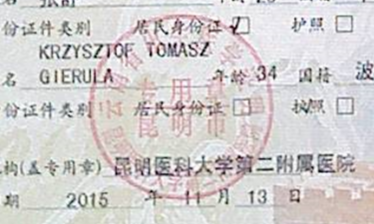 份证件类别 居民身份证 ☑ 护照 □
KRZYSZTOF TOMASZ
名 GIERULA 年龄 34 国籍 波
份证件类别 居民身份证 □ 护照 □
专用章
昆明市
构(盖专用章) 昆明医科大学第二附属医院
期 2015 年 11 月 13 日